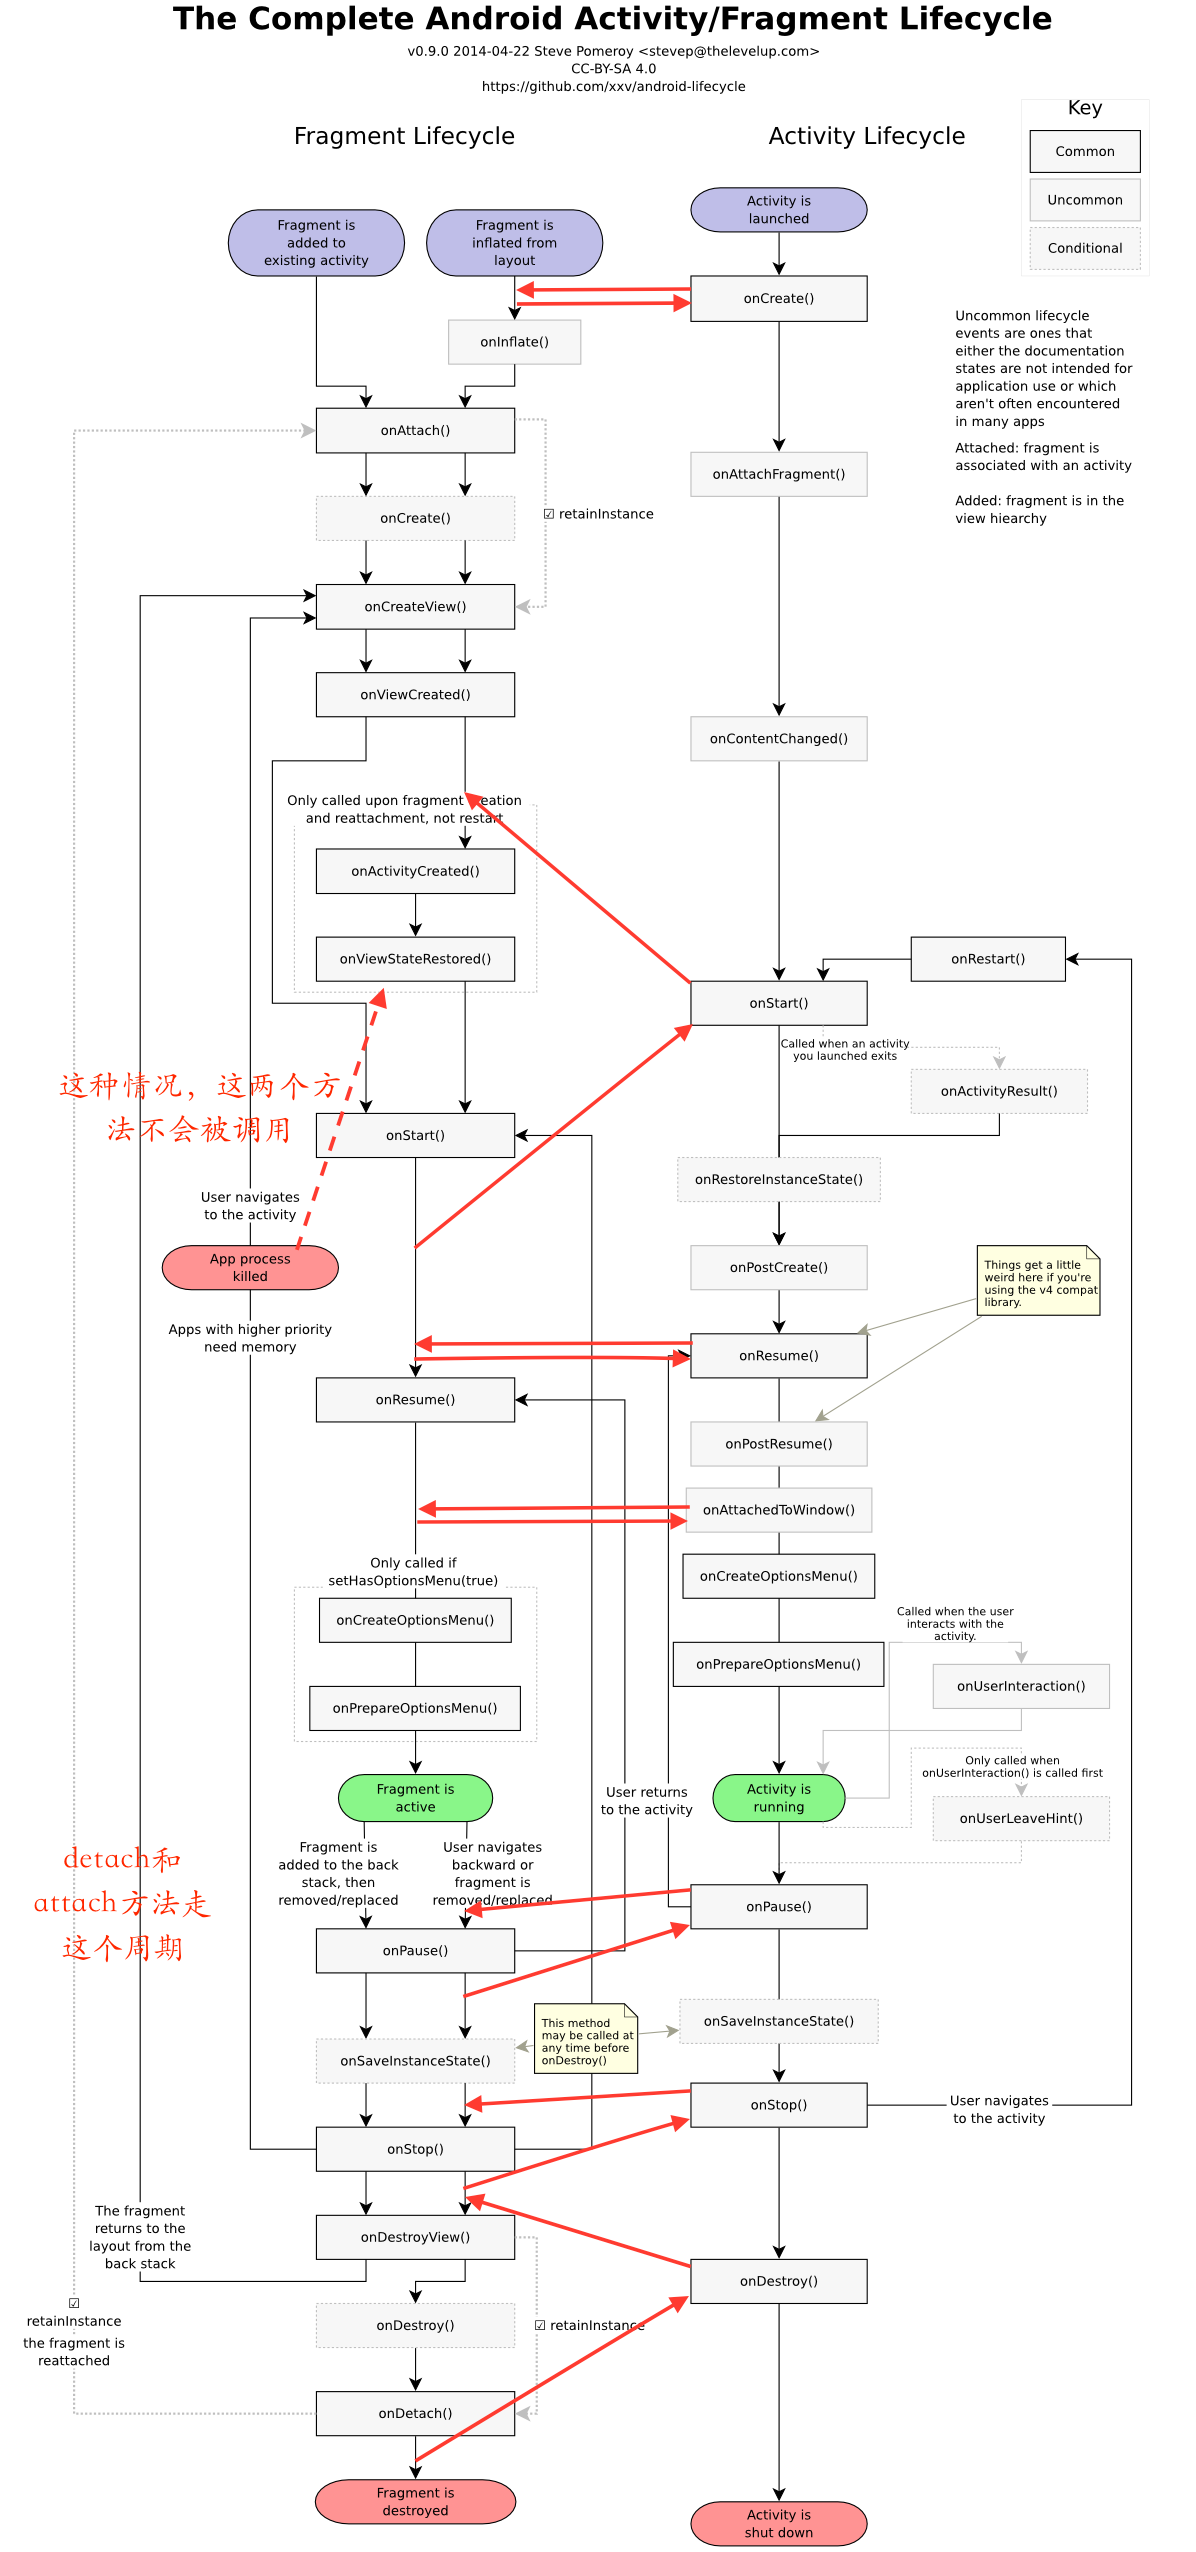 The Complete Android Activity/Fragment Lifecycle
v0.9.0 2014-04-22 Steve Pomeroy <stevep@thelevelup.com>
CC-BY-SA 4.0
https://github.com/xxv/android-lifecycle
Key
Common
Uncommon
Conditional
Uncommon lifecycle
events are ones that
either the documentation
states are not intended for
application use or which
aren't often encountered
in many apps
Attached: fragment is
associated with an activity
Added: fragment is in the
view hiearchy
Fragment Lifecycle
Fragment is
added to
existing activity
Fragment is
inflated from
layout
onInflate()
onAttach()
☑ retainInstance
onCreate()
onCreateView()
onViewCreated()
Only called upon fragment creation
and reattachment, not restart
onActivityCreated()
onViewStateRestored()
这种情况，这两个方
法不会被调用
onStart()
User navigates
to the activity
App process
killed
Apps with higher priority
need memory
onResume()
Only called if
setHasOptionsMenu(true)
onCreateOptionsMenu()
onPrepareOptionsMenu()
Fragment is
active
User returns
to the activity
Fragment is
added to the back
stack, then
removed/replaced
User navigates
backward or
fragment is
removed/replaced
detach和
attach方法走
这个周期
onPause()
This method
may be called at
any time before
onDestroy()
onSaveInstanceState()
onStop()
The fragment
returns to the
layout from the
back stack
onDestroyView()
☑
retainInstance
the fragment is
reattached
onDestroy()
☑ retainInstance
onDetach()
Fragment is
destroyed
Activity Lifecycle
Activity is
launched
onCreate()
onAttachFragment()
onContentChanged()
onRestart()
onStart()
Called when an activity
you launched exits
onActivityResult()
onRestoreInstanceState()
onPostCreate()
Things get a little
weird here if you're
using the v4 compat
library.
onResume()
onPostResume()
onAttachedToWindow()
onCreateOptionsMenu()
onPrepareOptionsMenu()
Called when the user
interacts with the
activity.
onUserInteraction()
Activity is
running
Only called when
onUserInteraction() is called first
onUserLeaveHint()
onPause()
onSaveInstanceState()
onStop()
User navigates
to the activity
onDestroy()
Activity is
shut down